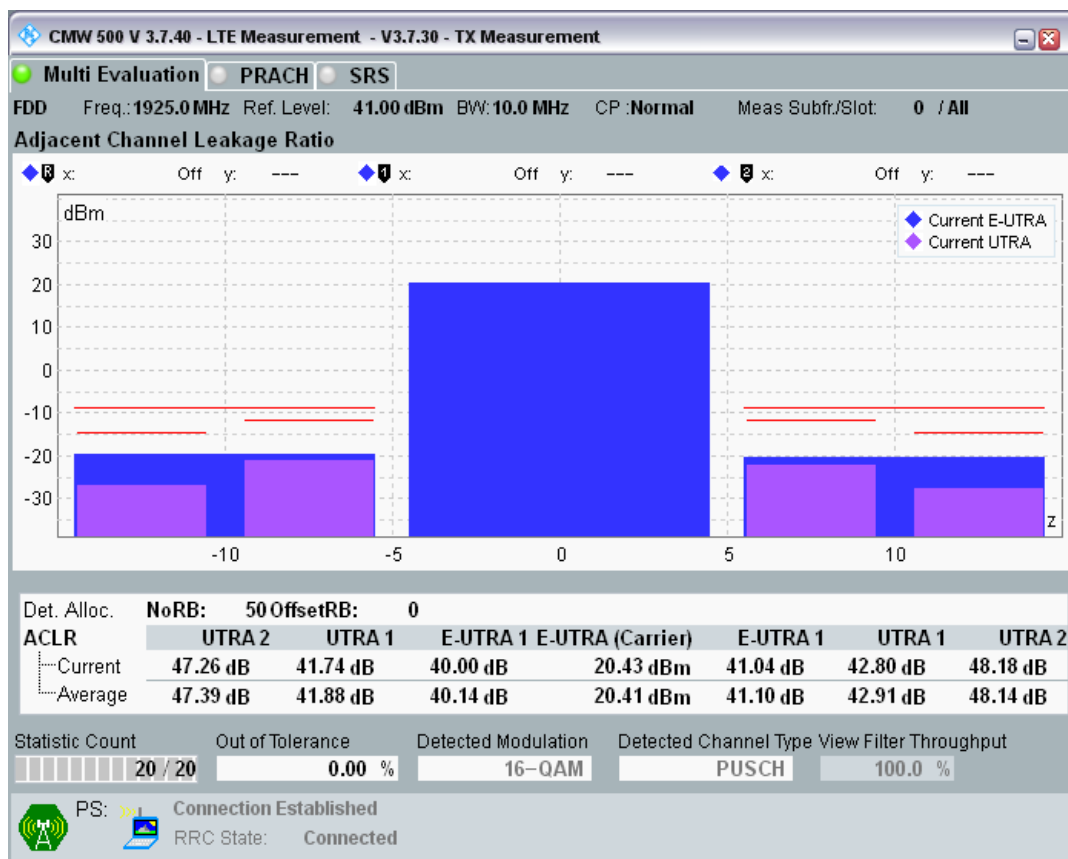 CMW 500 V 3.7.40 - LTE Measurement - V3.7.30 - TX Measurement
Multi Evaluation PRACH SRS
FDD Freq.: 1925.0 MHz Ref. Level: 41.00 dBm BW: 10.0 MHz CP :Normal Meas Subfr./Slot: 0 / All
Adjacent Channel Leakage Ratio
R x: Off y: --- 1 x: Off y: --- 2 x: Off y: ---
dBm
Current E-UTRA
Current UTRA
30
20
10
0
-10
-20
-30
z
-10 -5 0 5 10
Det. Alloc. NoRB: 50 OffsetRB: 0
ACLR UTRA 2 UTRA 1 E-UTRA 1 E-UTRA (Carrier) E-UTRA 1 UTRA 1 UTRA 2
Current 47.26 dB 41.74 dB 40.00 dB 20.43 dBm 41.04 dB 42.80 dB 48.18 dB
Average 47.39 dB 41.88 dB 40.14 dB 20.41 dBm 41.10 dB 42.91 dB 48.14 dB
Statistic Count Out of Tolerance Detected Modulation Detected Channel Type View Filter Throughput
20 / 20 0.00 % 16-QAM PUSCH 100.0 %
PS: Connection Established
RRC State: Connected